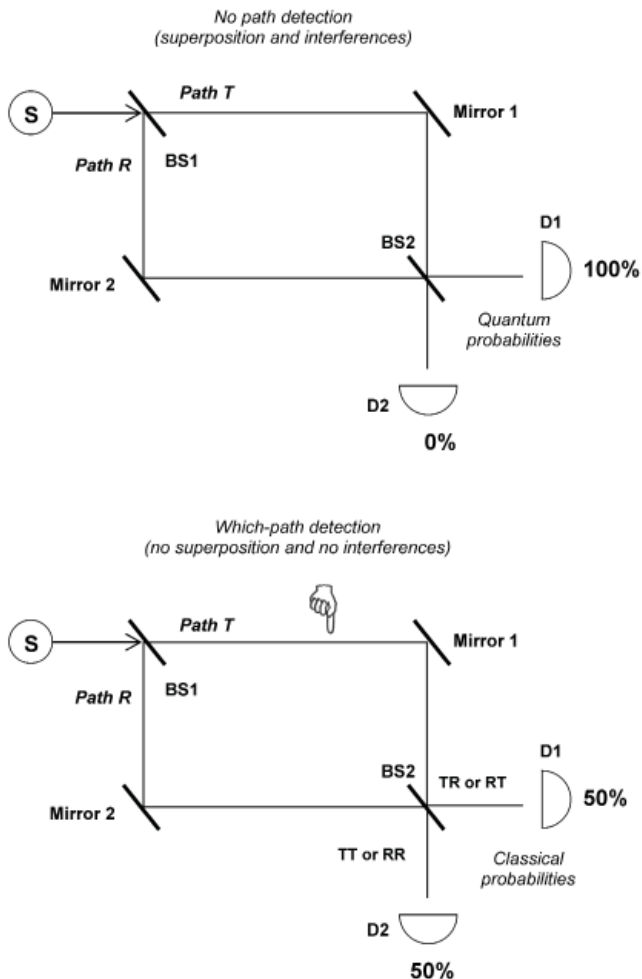 No path detection
(superposition and interferences)
S
Path T
Mirror 1
Path R
BS1
D1
BS2
100%
Mirror 2
Quantum
probabilities
D2
0%
Which-path detection
(no superposition and no interferences)
S
Path T
Mirror 1
Path R
BS1
D1
BS2
TR or RT
50%
Mirror 2
TT or RR
Classical
probabilities
D2
50%